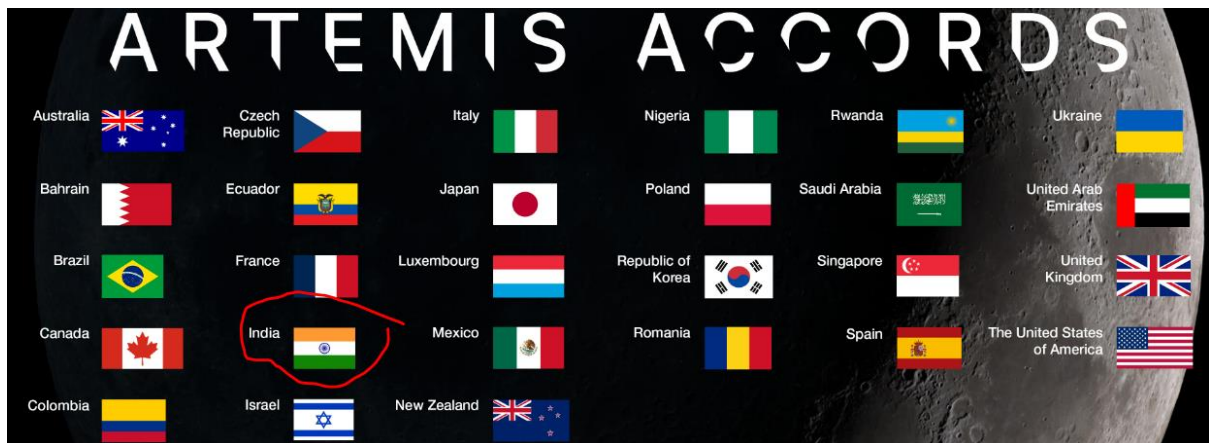 ARTEMIS ACCORDS
Australia
Bahrain
Brazil
Canada
Colombia
Czech
Republic
Ecuador
France
India
Israel
Italy
Japan
Luxembourg
Mexico
New Zealand
Nigeria
Poland
Republic of
Korea
Romania
Rwanda
Saudi Arabia
Singapore
Spain
Ukraine
United Arab
Emirates
United
Kingdom
The United States
of America